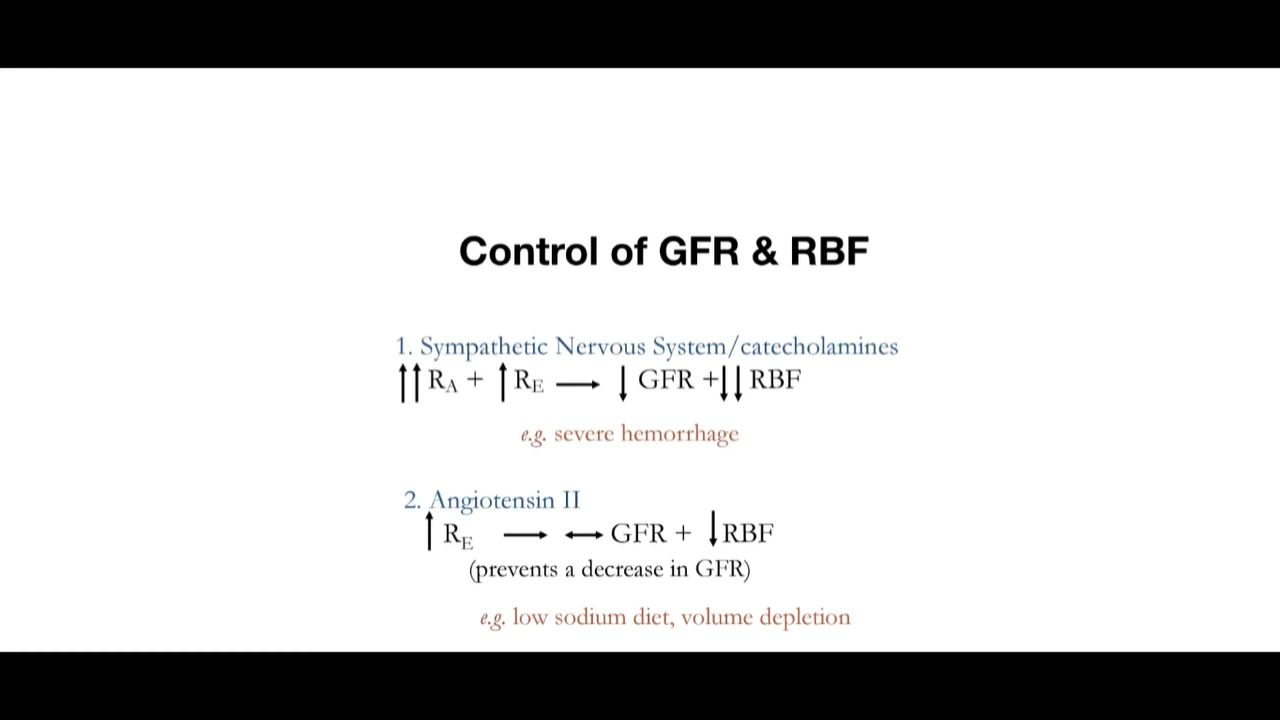 Control of GFR & RBF
1. Sympathetic Nervous System/catecholamines
↑↑ RA + ↑ RE ⟶ ↓ GFR +↓↓ RBF
e.g. severe hemorrhage
2. Angiotensin II
↑ RE ⟶ ↔ GFR + ↓RBF
(prevents a decrease in GFR)
e.g. low sodium diet, volume depletion